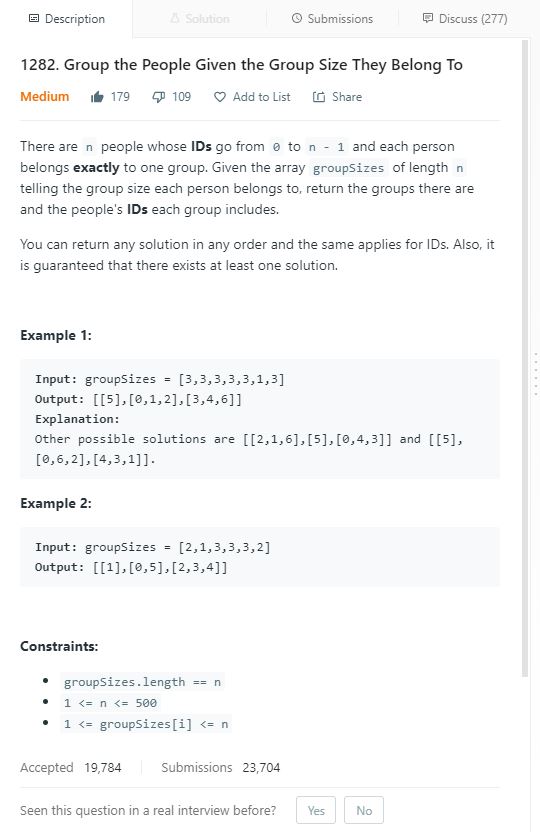 Description Solution Submissions Discuss (277)
1282. Group the People Given the Group Size They Belong To
Medium 179 109 Add to List Share
There are n people whose IDs go from 0 to n - 1 and each person
belongs exactly to one group. Given the array groupSizes of length n
telling the group size each person belongs to, return the groups there are
and the people's IDs each group includes.
You can return any solution in any order and the same applies for IDs. Also, it
is guaranteed that there exists at least one solution.
Example 1:
Input: groupSizes = [3,3,3,3,3,1,3]
Output: [[5],[0,1,2],[3,4,6]]
Explanation:
Other possible solutions are [[2,1,6],[5],[0,4,3]] and [[5],
[0,6,2],[4,3,1]].
Example 2:
Input: groupSizes = [2,1,3,3,3,2]
Output: [[1],[0,5],[2,3,4]]
Constraints:
• groupSizes.length == n
• 1 <= n <= 500
• 1 <= groupSizes[i] <= n
Accepted 19,784 Submissions 23,704
Seen this question in a real interview before? Yes No